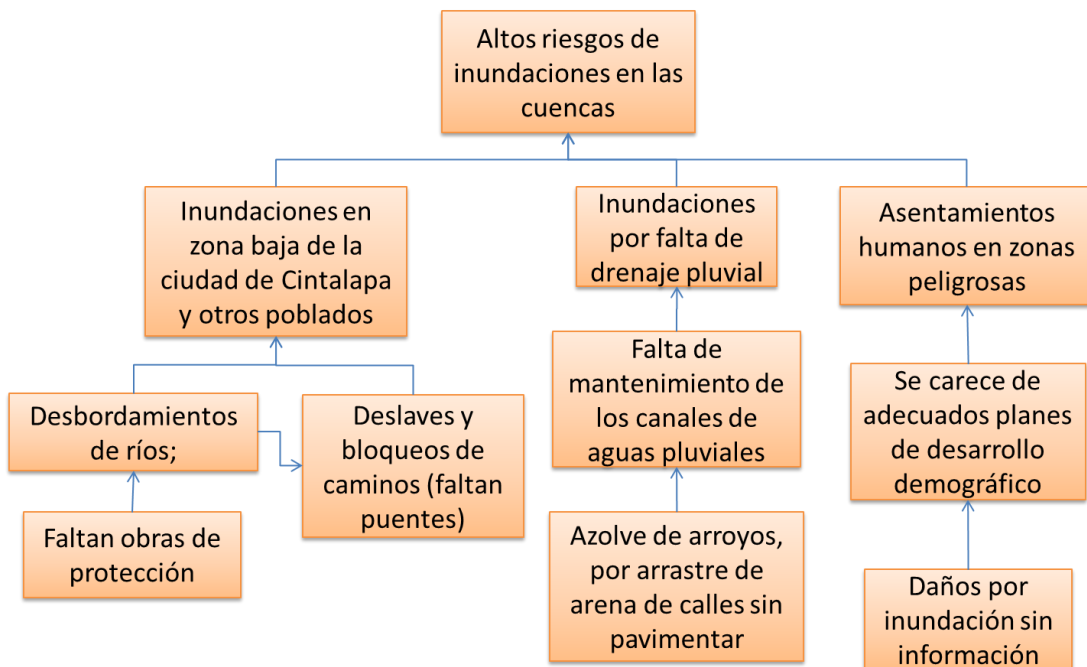 Altos riesgos de
inundaciones en las
cuencas
Inundaciones en
zona baja de la
ciudad de Cintalapa
y otros poblados
Inundaciones
por falta de
drenaje pluvial
Asentamientos
humanos en zonas
peligrosas
Desbordamientos
de ríos;
Deslaves y
bloqueos de
caminos (faltan
puentes)
Falta de
mantenimiento de
los canales de
aguas pluviales
Se carece de
adecuados planes
de desarrollo
demográfico
Faltan obras de
protección
Azolve de arroyos,
por arrastre de
arena de calles sin
pavimentar
Daños por
inundación sin
información